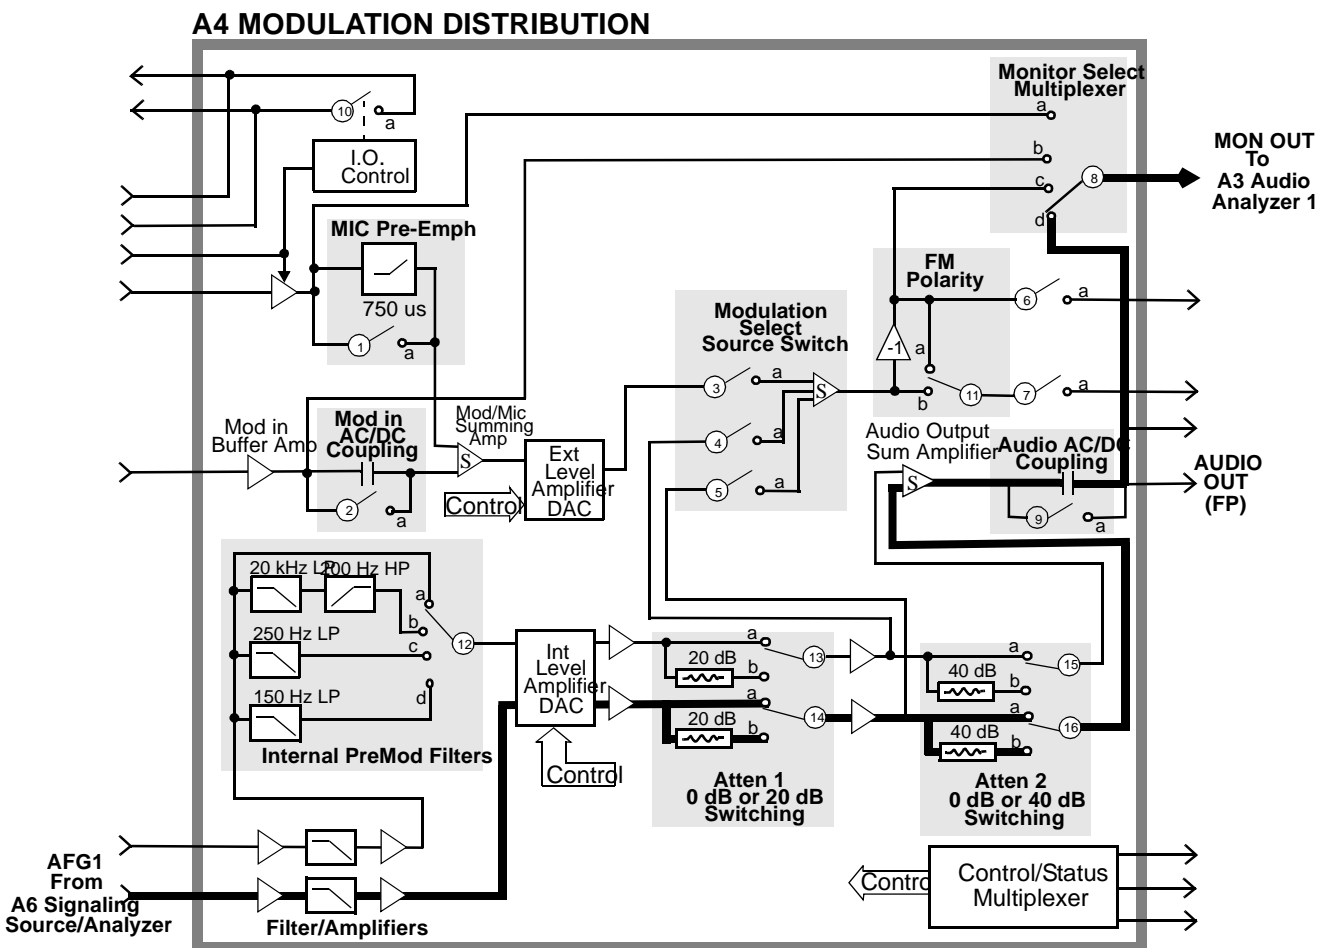 A4 MODULATION DISTRIBUTION
Monitor Select
Multiplexer
a
b
c
d
8
MON OUT
To
A3 Audio
Analyzer 1
10
a
I.O.
Control
MIC Pre-Emph
750 us
1
a
FM
Polarity
-1
a
b
11
6
a
7
a
Modulation
Select
Source Switch
3
a
4
a
5
a
S
Mod in
Buffer Amp
Mod in
AC/DC
Coupling
2
a
Mod/Mic
Summing
Amp
S
Control
Ext
Level
Amplifier
DAC
Audio Output
Sum Amplifier
S
Audio AC/DC
Coupling
9
a
AUDIO
OUT
(FP)
20 kHz LP
200 Hz HP
250 Hz LP
150 Hz LP
a
b
c
d
12
Internal PreMod Filters
Int
Level
Amplifier
DAC
Control
a
20 dB
b
13
a
20 dB
b
14
Atten 1
0 dB or 20 dB
Switching
a
40 dB
b
15
a
40 dB
b
16
Atten 2
0 dB or 40 dB
Switching
AFG1
From
A6 Signaling
Source/Analyzer
Filter/Amplifiers
Contro
Control/Status
Multiplexer